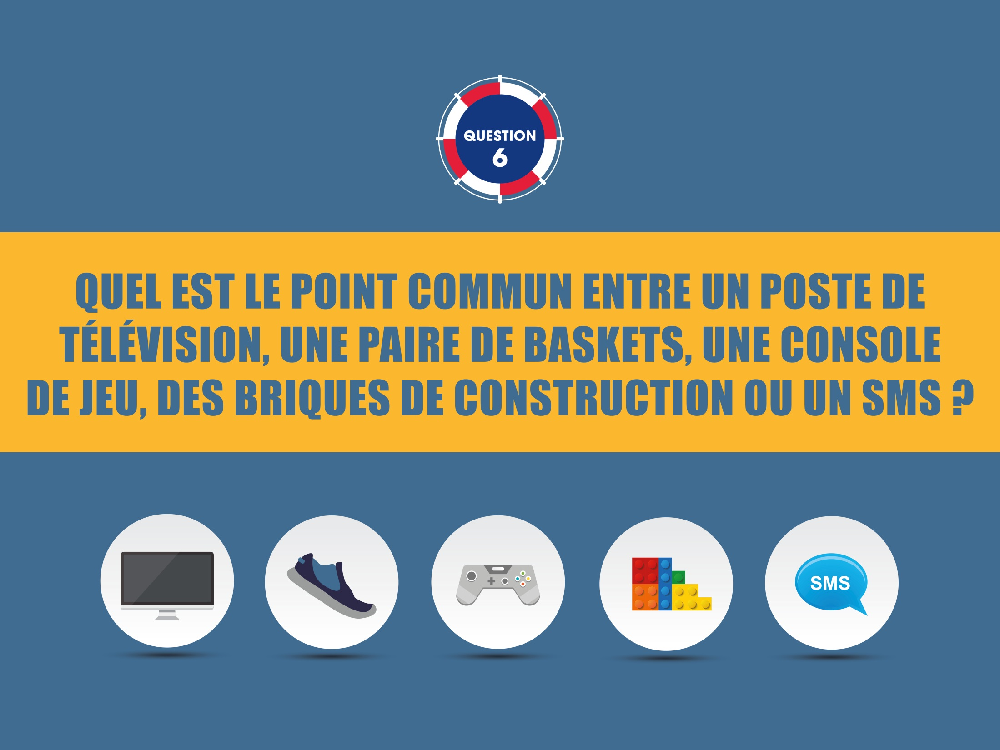 QUESTION
6
QUEL EST LE POINT COMMUN ENTRE UN POSTE DE
TÉLÉVISION, UNE PAIRE DE BASKETS, UNE CONSOLE
DE JEU, DES BRIQUES DE CONSTRUCTION OU UN SMS ?
SMS